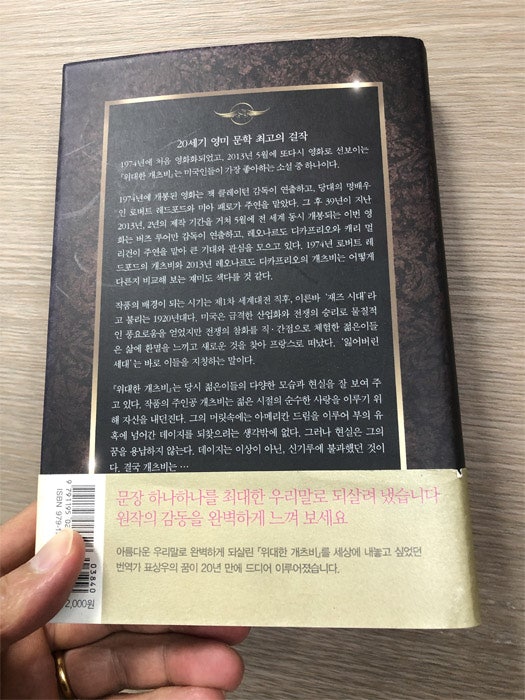 20세기 영미 문학 최고의 걸작
1974년에 처음 영화화되었고, 2013년 5월에 또다시 영화로 선보이는
『위대한 개츠비』는 미국인들이 가장 좋아하는 소설 중 하나이다.
1974년에 개봉된 영화는 잭 클레이턴 감독이 연출하고, 당대의 명배우
인 로버트 레드포드와 미아 패로가 주연을 맡았다. 그 후 39년이 지난
2013년, 2년의 제작 기간을 거쳐 5월에 전 세계 동시 개봉되는 이번 영
화는 버즈 루어만 감독이 연출하고, 레오나르도 디카프리오와 캐리 멀
리건이 주연을 맡아 큰 기대와 관심을 모으고 있다. 1974년 로버트 레
드포드의 개츠비와 2013년 레오나르도 디카프리오의 개츠비는 어떻게
다른지 비교해 보는 재미도 색다를 것 같다.
작품의 배경이 되는 시기는 제1차 세계대전 직후, 이른바 '재즈 시대'라
고 불리는 1920년대다. 미국은 급격한 산업화와 전쟁의 승리로 물질적
인 풍요로움을 얻었지만 전쟁의 참화를 직·간접으로 체험한 젊은이들
은 삶에 환멸을 느끼고 새로운 것을 찾아 프랑스로 떠났다. '잃어버린
세대'는 바로 이들을 지칭하는 말이다.
『위대한 개츠비』는 당시 젊은이들의 다양한 모습과 현실을 잘 보여 주
고 있다. 작품의 주인공 개츠비는 젊은 시절의 순수한 사랑을 이루기 위
해 자신을 내던진다. 그의 머릿속에는 아메리칸 드림을 이루어 부의 유
혹에 넘어간 데이지를 되찾으려는 생각밖에 없다. 그러나 현실은 그의
꿈을 용납하지 않는다. 데이지는 이상이 아닌, 신기루에 불과했던 것이
다. 결국 개츠비는 …
문장 하나하나를 최대한 우리말로 되살려 냈습니다
원작의 감동을 완벽하게 느껴 보세요
아름다운 우리말로 완벽하게 되살린 『위대한 개츠비』를 세상에 내놓고 싶었던
번역가 표상우의 꿈이 20년 만에 드디어 이루어졌습니다.
ISBN 979-1
9 791195 02
03840
2,000원